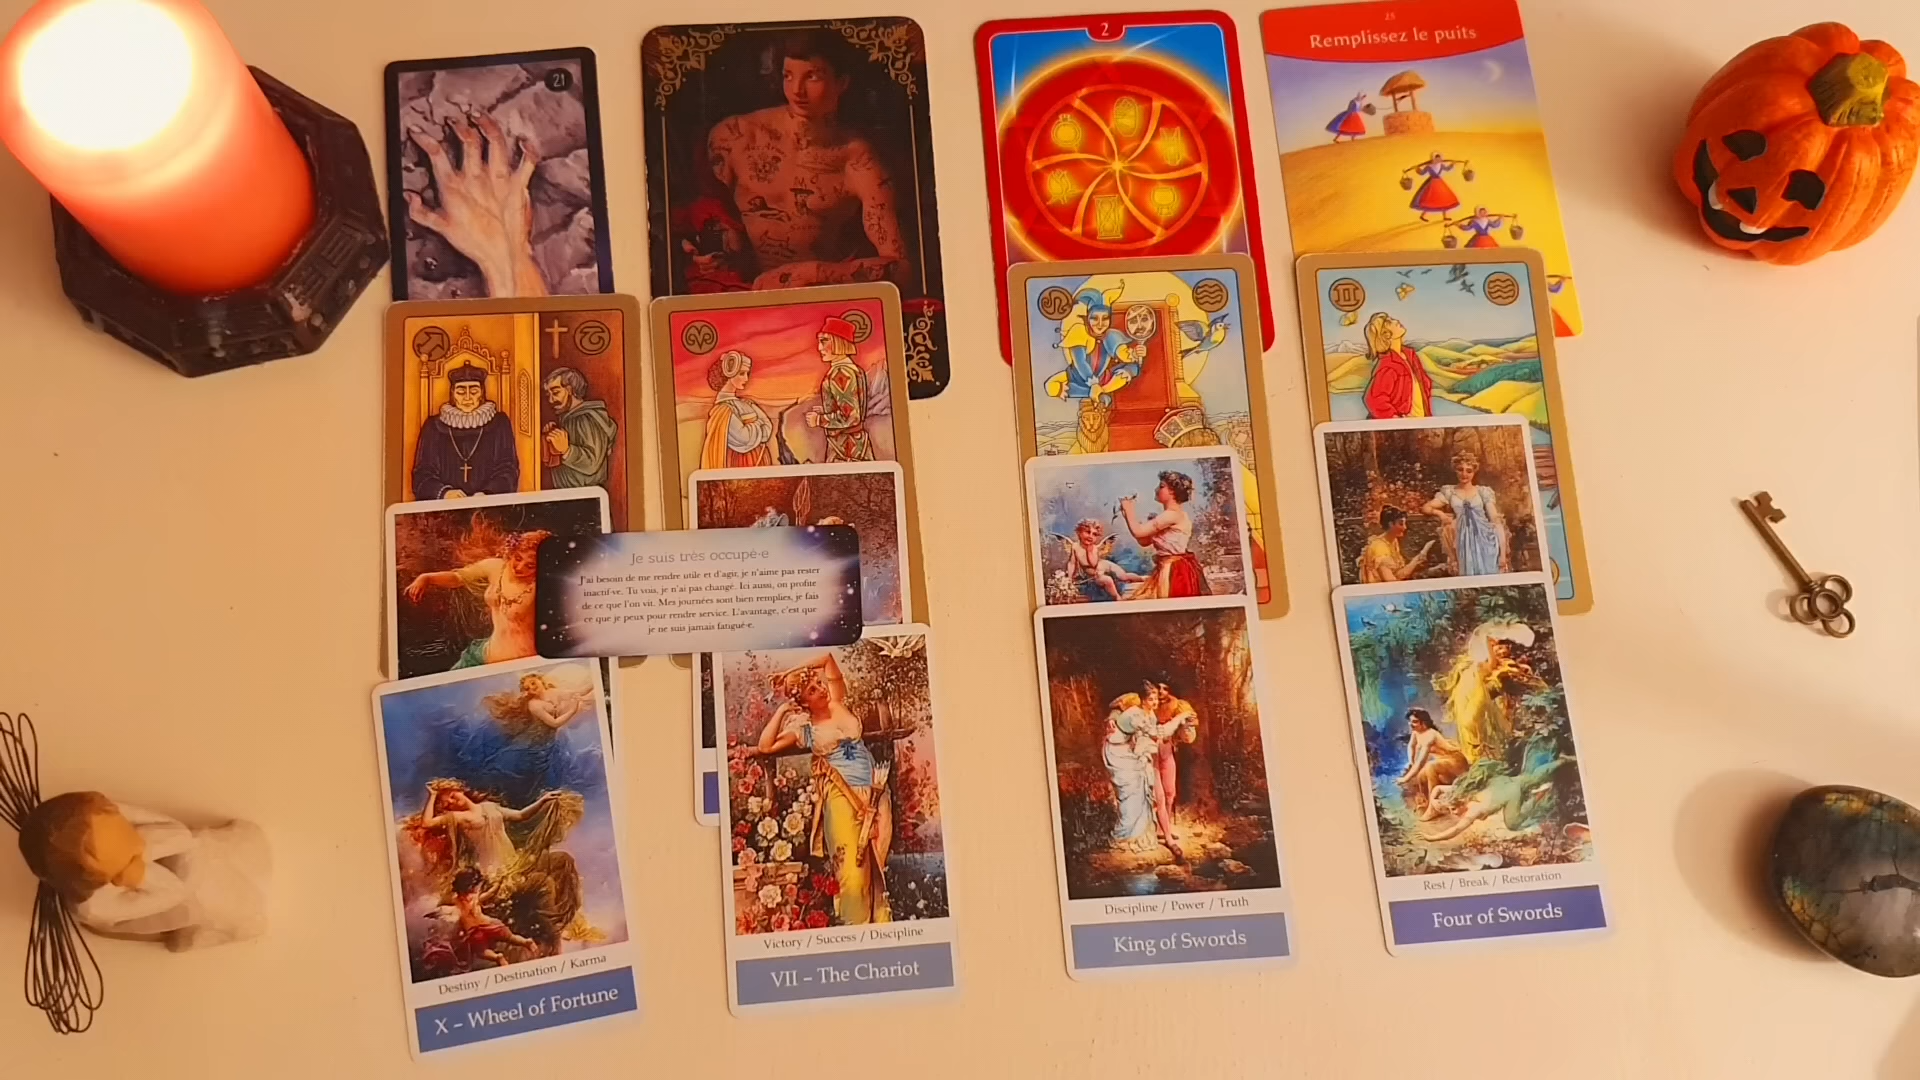 21
2
25
Remplissez le puits
Je suis très occupé·e
J'ai besoin de me rendre utile et d'agir, je n'aime pas rester
inactif·ve. Tu vois, je n'ai pas changé. Ici aussi, on profite
de ce que l'on vit. Mes journées sont bien remplies, je fais
ce que je peux pour rendre service. L'avantage, c'est que
je ne suis jamais fatigué·e.
Destiny / Destination / Karma
X – Wheel of Fortune
Victory / Success / Discipline
VII – The Chariot
Discipline / Power / Truth
King of Swords
Rest / Break / Restoration
Four of Swords